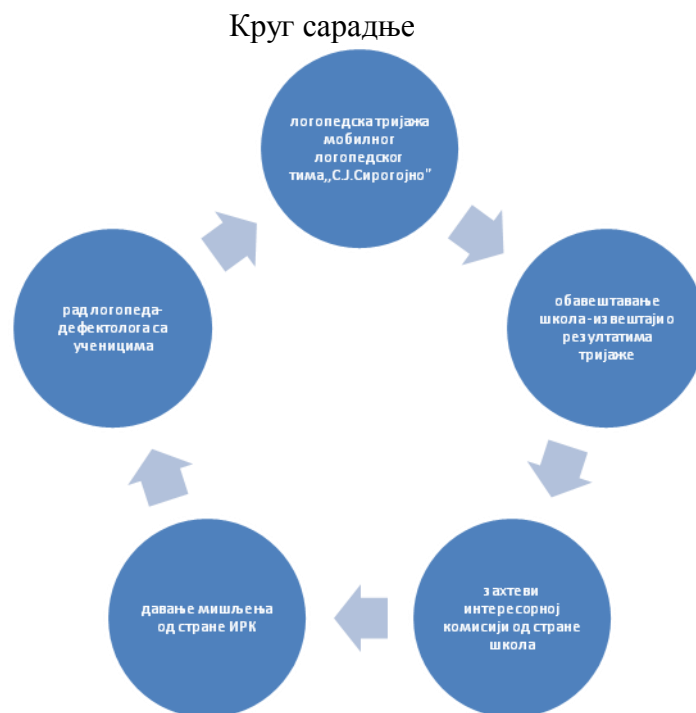 Круг сарадње
логопедска тријажа
мобилног
логопедског
тима,,С.Ј.Сирогојно"
обавештавање
школа-извештаји о
резултатима
тријаже
захтеви
интересорној
комисији од стране
школа
давање мишљења
од стране ИРК
рад логопеда-
дефектолога са
ученицима